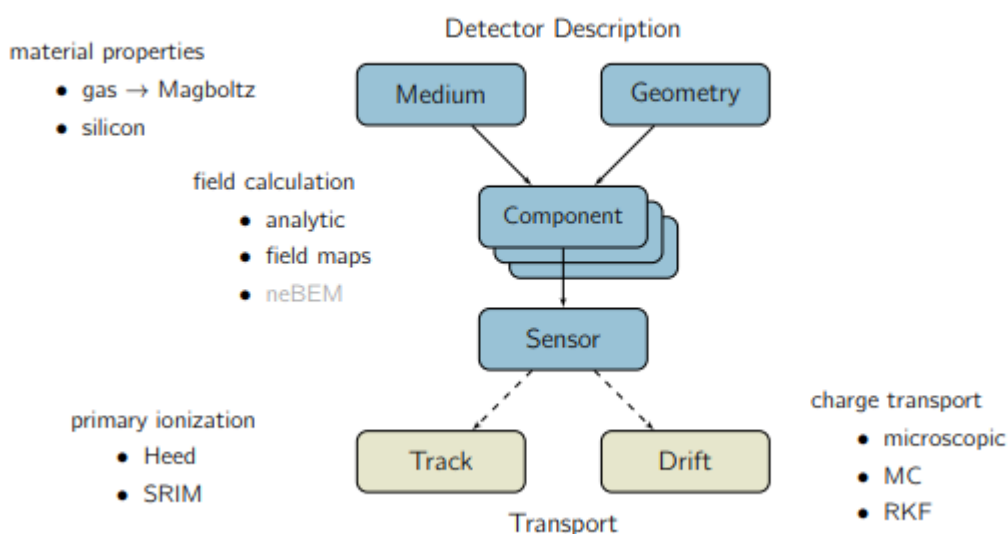 Detector Description
material properties
• gas → Magboltz
• silicon
Medium
Geometry
field calculation
• analytic
• field maps
• neBEM
Component
Sensor
primary ionization
• Heed
• SRIM
Track
Drift
charge transport
• microscopic
• MC
• RKF
Transport